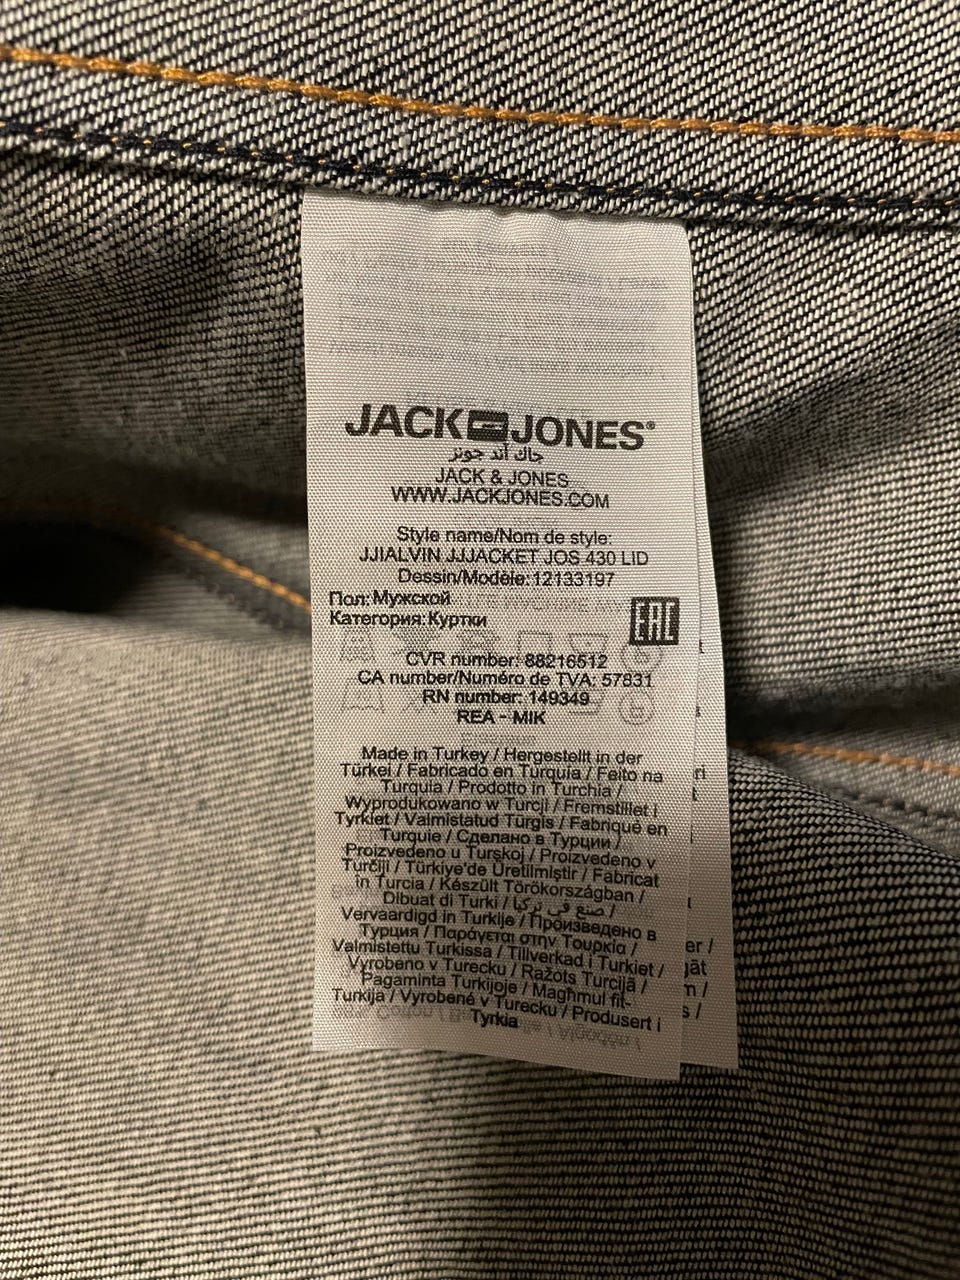 JACK JONES®
جاك أند جونز
JACK & JONES
WWW.JACKJONES.COM
Style name/Nom de style:
JJIALVIN JJJACKET JOS 430 LID
Dessin/Modèle: 12133197
Пол: Мужской
Категория: Куртки
EAC
CVR number: 88216512
CA number/Numéro de TVA: 57831
RN number: 149349
REA - MIK
Made in Turkey / Hergestellt in der
Türkei / Fabricado en Turquia / Feito na
Turquia / Prodotto in Turchia /
Wyprodukowano w Turcji / Fremstillet i
Tyrkiet / Valmistatud Türgis / Fabriqué en
Turquie / Сделано в Турции /
Proizvedeno u Turskoj / Proizvedeno v
Turčiji / Türkiye'de Üretilmiştir / Fabricat
în Turcia / Készült Törökországban /
Dibuat di Turki / صنع في تركيا /
Vervaardigd in Turkije / Произведено в
Турция / Παράγεται στην Τουρκία /
Valmistettu Turkissa / Tillverkad i Turkiet /
Vyrobeno v Turecku / Ražots Turcijā /
Pagaminta Turkijoje / Magħmul fit-
Turkija / Vyrobené v Turecku / Produsert i
Tyrkia